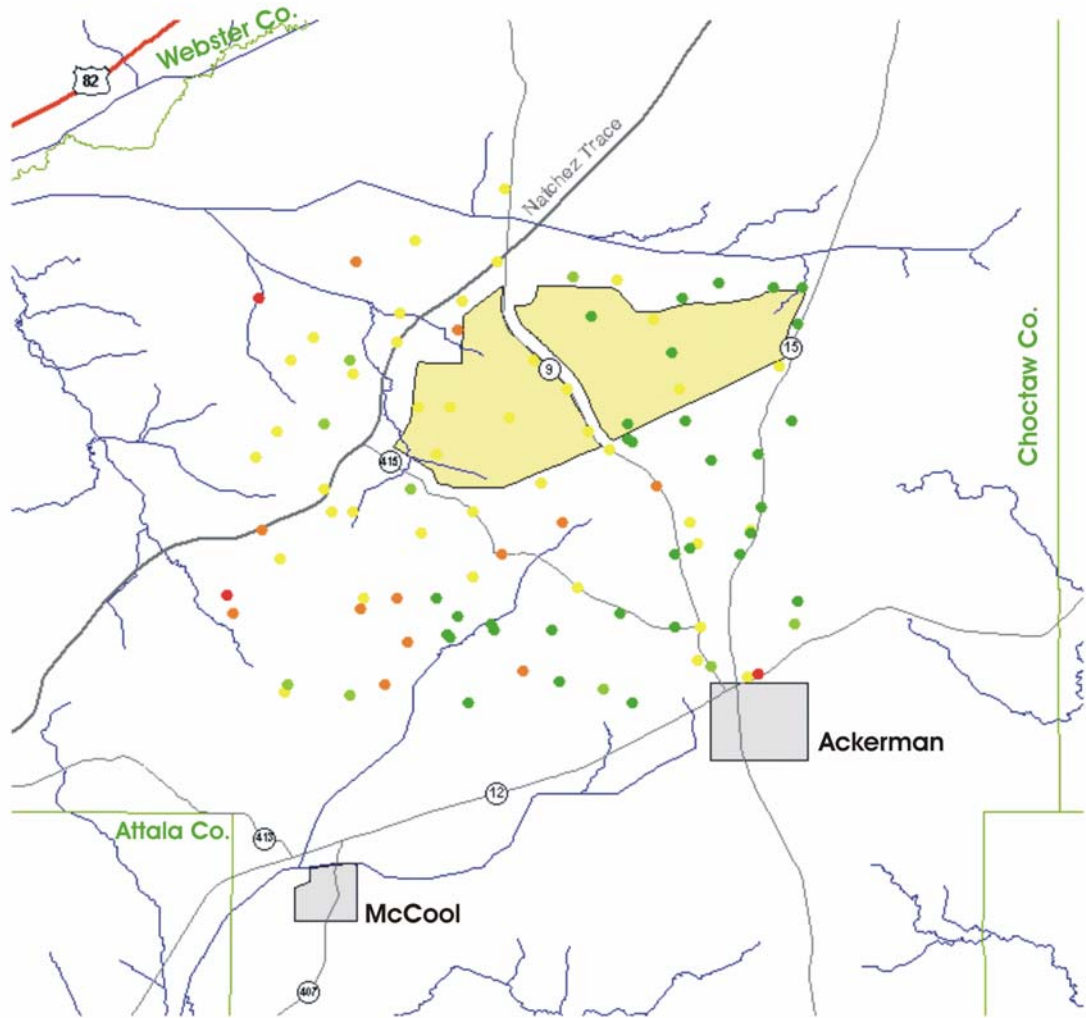 Webster Co.
82
Natchez Trace
15
9
Choctaw Co.
415
Ackerman
12
Attala Co.
413
McCool
407